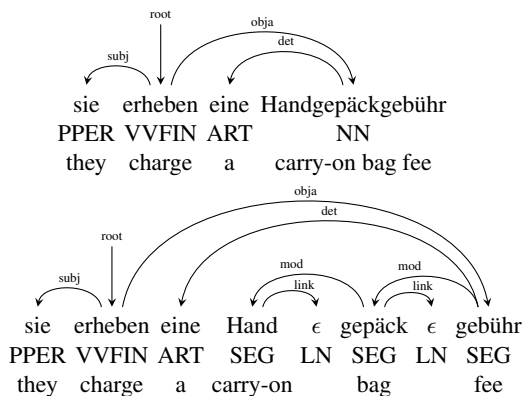 root
obja
subj
det
sie erheben eine Handgepäckgebühr
PPER VVFIN ART NN
they charge a carry-on bag fee
obja
det
root
mod mod
subj link link
sie erheben eine Hand ϵ gepäck ϵ gebühr
PPER VVFIN ART SEG LN SEG LN SEG
they charge a carry-on bag fee